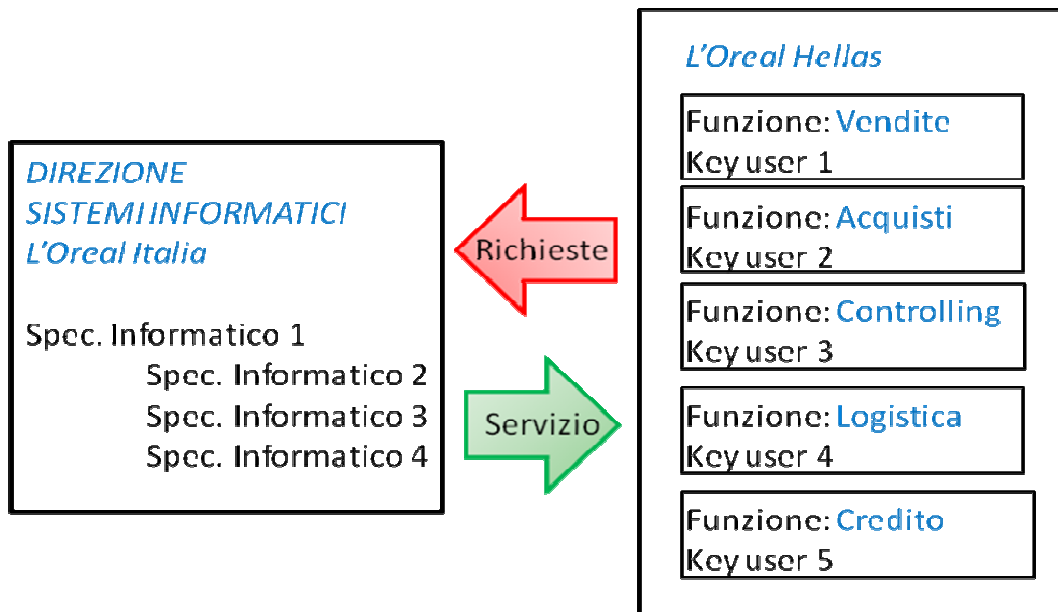 DIREZIONE
SISTEMI INFORMATICI
L'Oreal Italia
Spec. Informatico 1
Spec. Informatico 2
Spec. Informatico 3
Spec. Informatico 4
Richieste
Servizio
L'Oreal Hellas
Funzione: Vendite
Key user 1
Funzione: Acquisti
Key user 2
Funzione: Controlling
Key user 3
Funzione: Logistica
Key user 4
Funzione: Credito
Key user 5